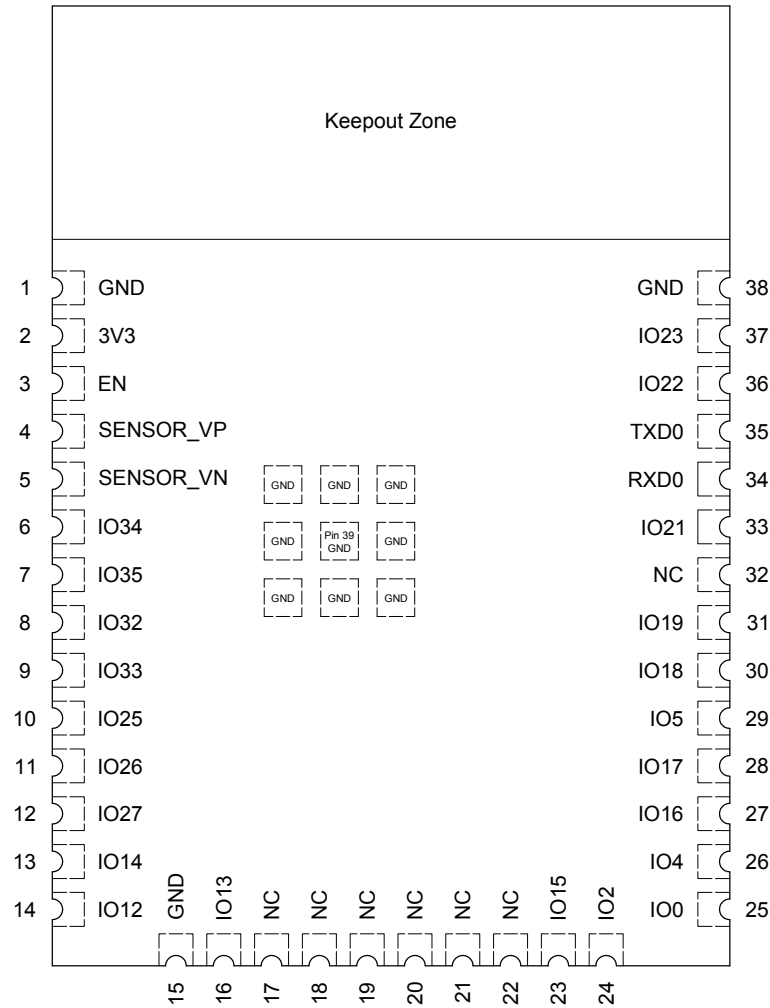 Keepout Zone
1 GND
GND 38
2 3V3
IO23 37
3 EN
IO22 36
4 SENSOR_VP
TXD0 35
5 SENSOR_VN
RXD0 34
GND GND GND
6 IO34
IO21 33
GND
Pin 39
GND
GND
7 IO35
NC 32
GND GND GND
8 IO32
IO19 31
9 IO33
IO18 30
10 IO25
IO5 29
11 IO26
IO17 28
12 IO27
IO16 27
13 IO14
IO4 26
14 IO12
IO0 25
GND 15
IO13 16
NC 17
NC 18
NC 19
NC 20
NC 21
NC 22
IO15 23
IO2 24